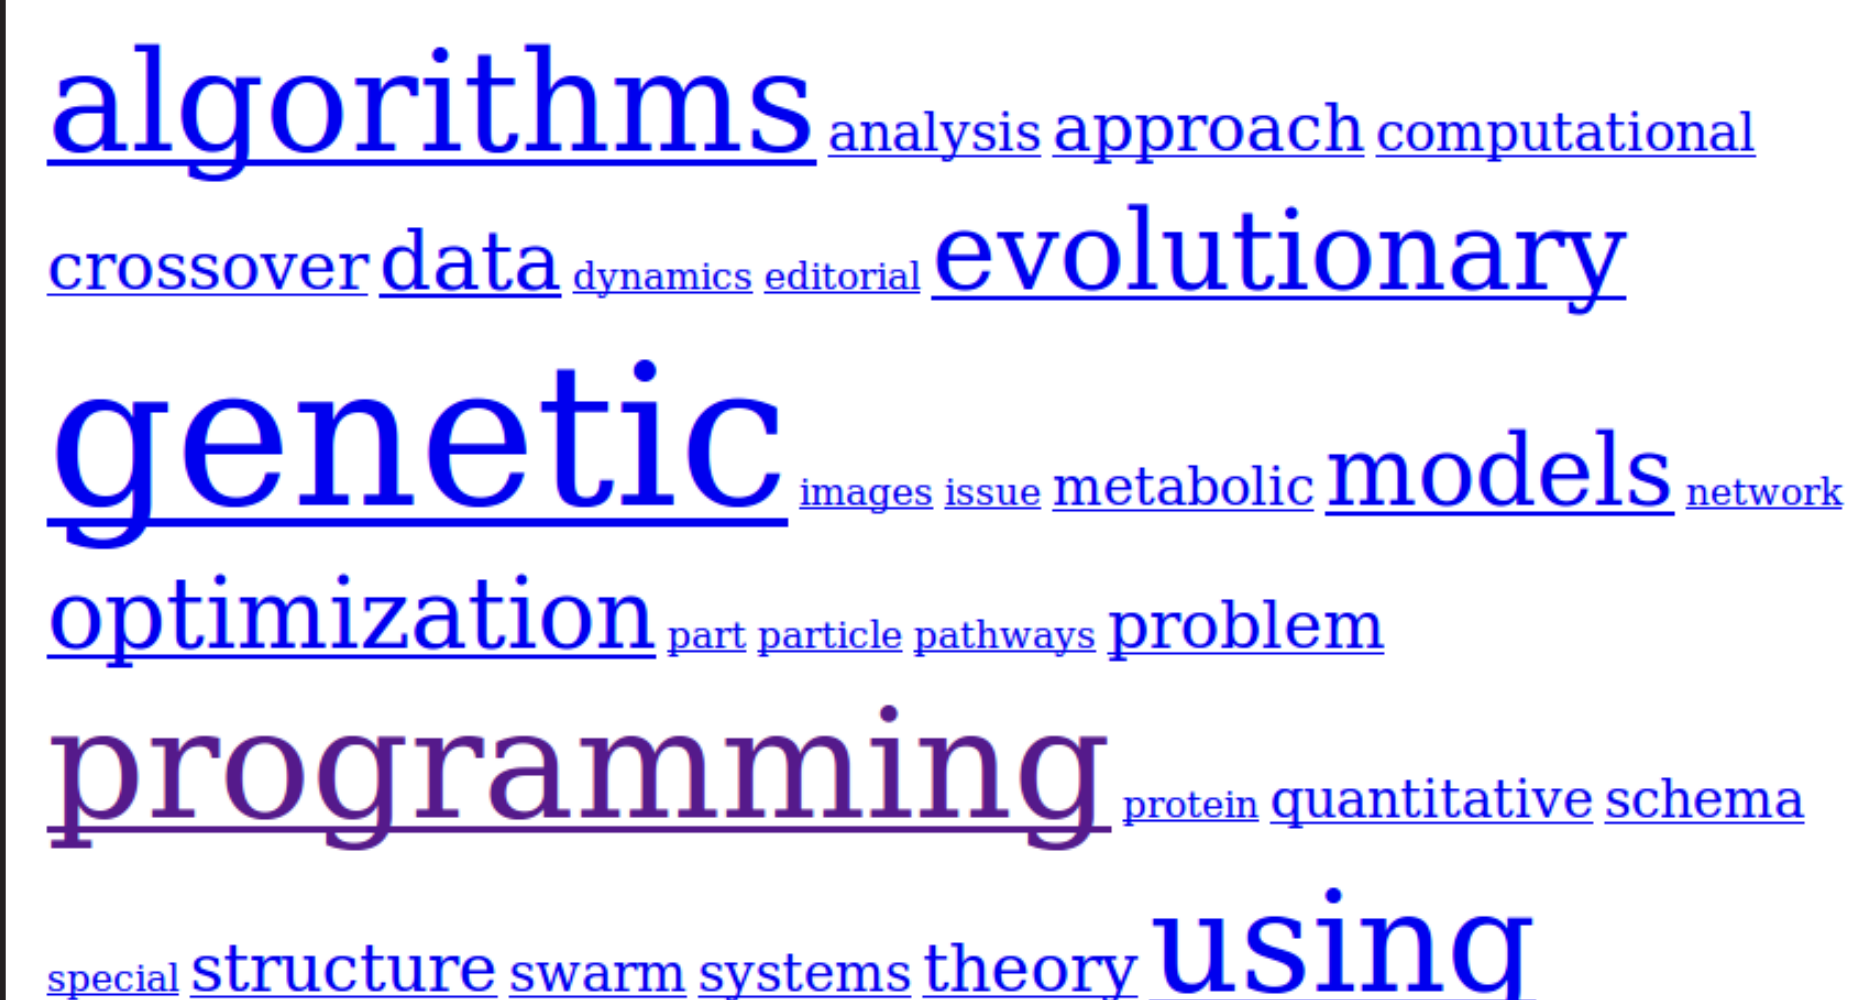 algorithms analysis approach computational
crossover data dynamics editorial evolutionary
genetic images issue metabolic models network
optimization part particle pathways problem
programming protein quantitative schema
special structure swarm systems theory using